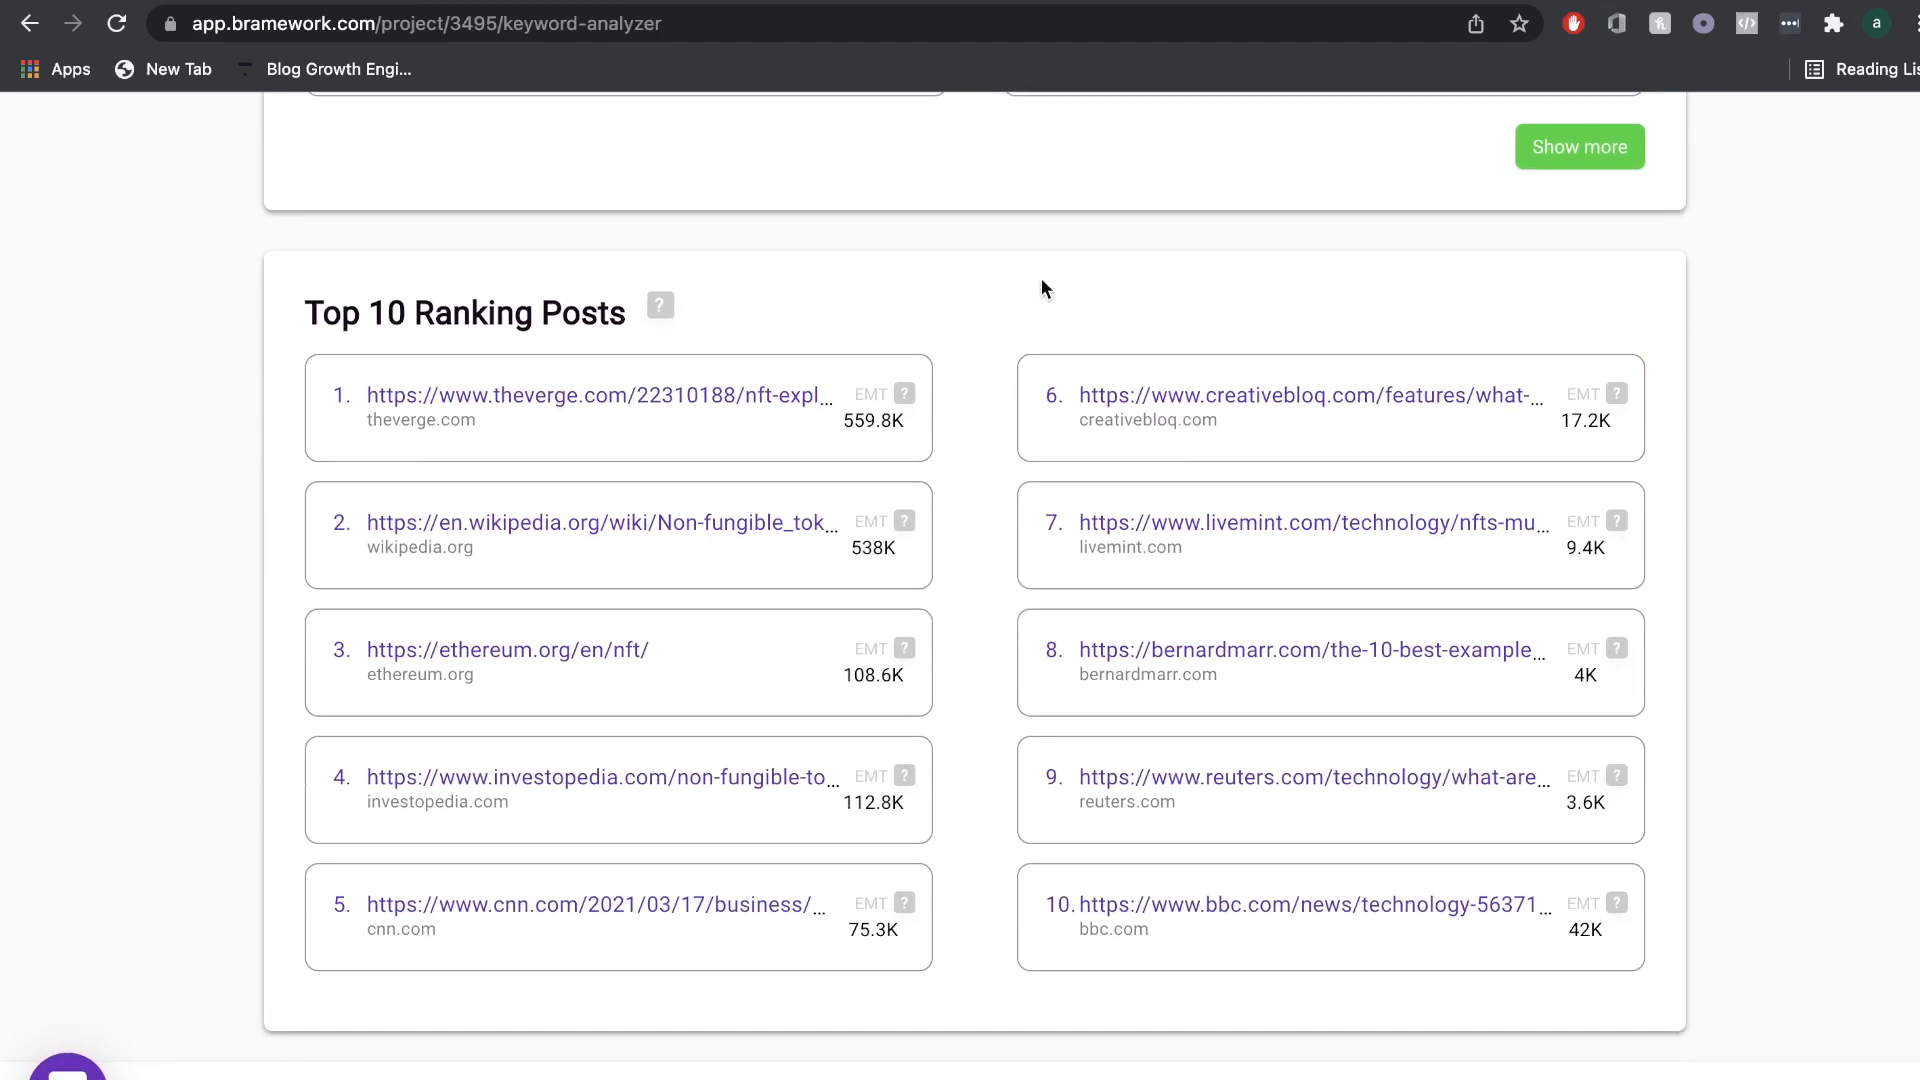 app.bramework.com/project/3495/keyword-analyzer
a
Apps
New Tab
Blog Growth Engi...
Reading Lis
Show more
Top 10 Ranking Posts ?
1. https://www.theverge.com/22310188/nft-expl... EMT ?
theverge.com 559.8K
2. https://en.wikipedia.org/wiki/Non-fungible_tok... EMT ?
wikipedia.org 538K
3. https://ethereum.org/en/nft/ EMT ?
ethereum.org 108.6K
4. https://www.investopedia.com/non-fungible-to... EMT ?
investopedia.com 112.8K
5. https://www.cnn.com/2021/03/17/business/... EMT ?
cnn.com 75.3K
6. https://www.creativebloq.com/features/what-... EMT ?
creativebloq.com 17.2K
7. https://www.livemint.com/technology/nfts-mu... EMT ?
livemint.com 9.4K
8. https://bernardmarr.com/the-10-best-example... EMT ?
bernardmarr.com 4K
9. https://www.reuters.com/technology/what-are... EMT ?
reuters.com 3.6K
10. https://www.bbc.com/news/technology-56371... EMT ?
bbc.com 42K